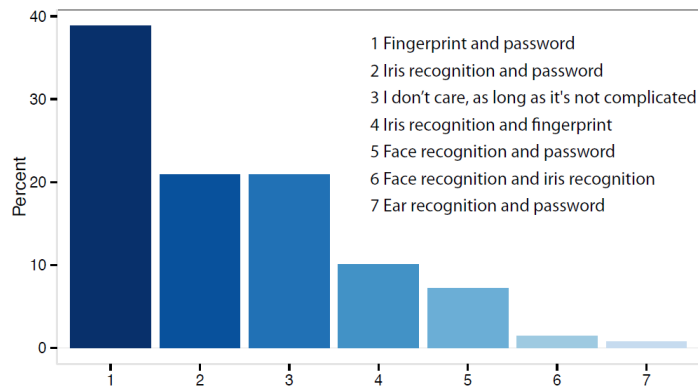 40
30
20
10
0
Percent
1 Fingerprint and password
2 Iris recognition and password
3 I don’t care, as long as it's not complicated
4 Iris recognition and fingerprint
5 Face recognition and password
6 Face recognition and iris recognition
7 Ear recognition and password
1 2 3 4 5 6 7